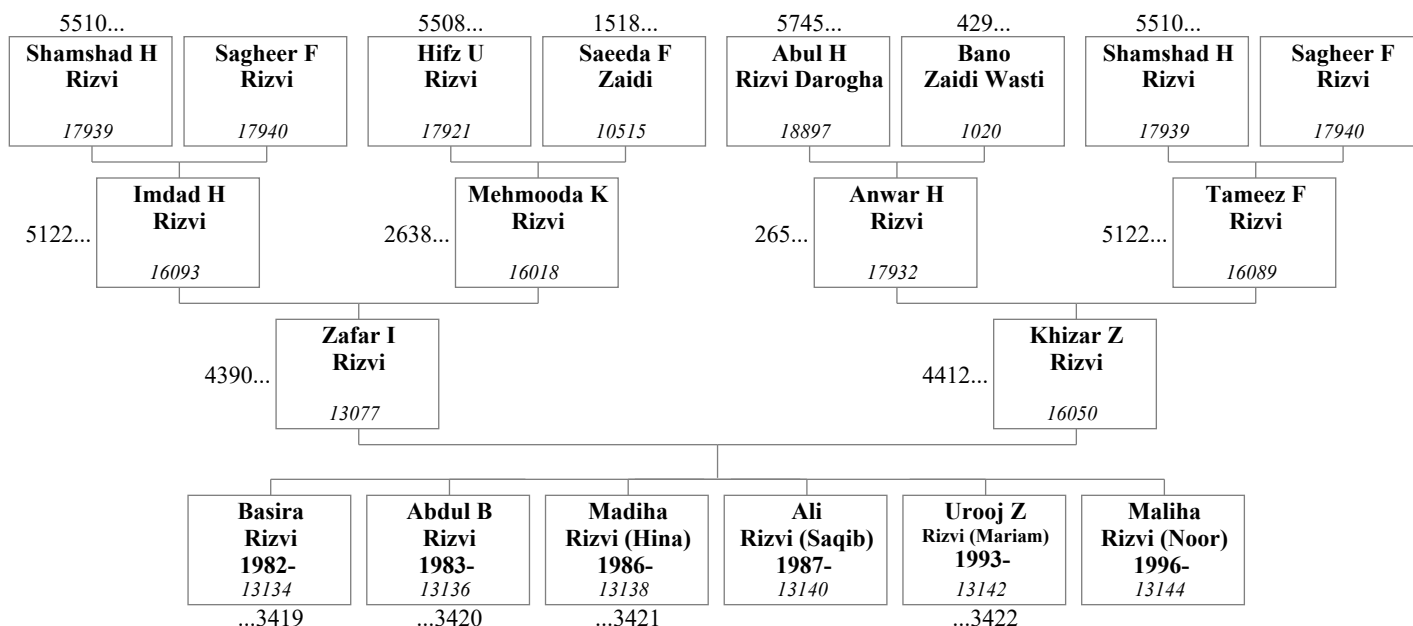 5510...
5508...
1518...
5745...
429...
5510...
Shamshad H
Rizvi
17939
Sagheer F
Rizvi
17940
Hifz U
Rizvi
17921
Saeeda F
Zaidi
10515
Abul H
Rizvi Darogha
18897
Bano
Zaidi Wasti
1020
Shamshad H
Rizvi
17939
Sagheer F
Rizvi
17940
5122...
Imdad H
Rizvi
16093
2638...
Mehmooda K
Rizvi
16018
265...
Anwar H
Rizvi
17932
5122...
Tameez F
Rizvi
16089
4390...
Zafar I
Rizvi
13077
4412...
Khizar Z
Rizvi
16050
Basira
Rizvi
1982-
13134
Abdul B
Rizvi
1983-
13136
Madiha
Rizvi (Hina)
1986-
13138
Ali
Rizvi (Saqib)
1987-
13140
Urooj Z
Rizvi (Mariam)
1993-
13142
Maliha
Rizvi (Noor)
1996-
13144
...3419
...3420
...3421
...3422